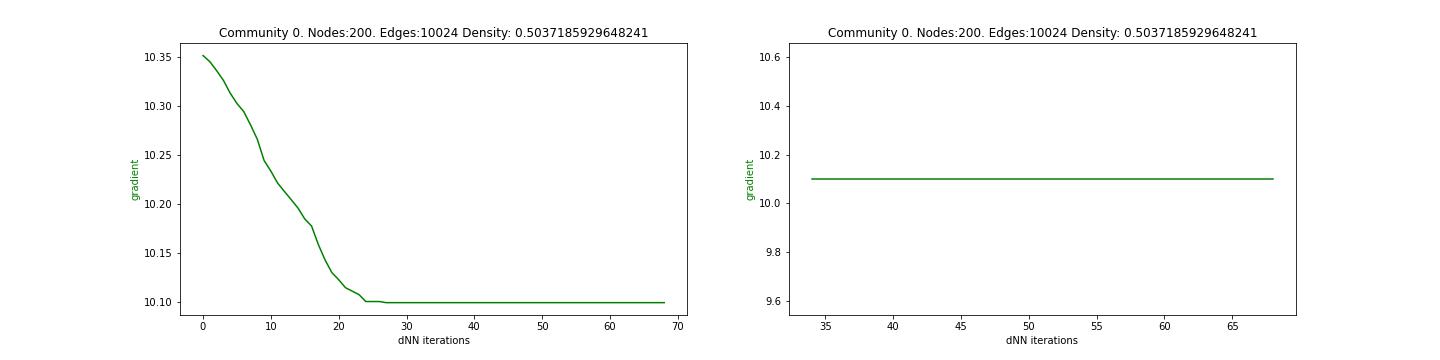 Community 0. Nodes:200. Edges:10024 Density: 0.5037185929648241
gradient
10.35
10.30
10.25
10.20
10.15
10.10
0 10 20 30 40 50 60 70
dNN iterations
Community 0. Nodes:200. Edges:10024 Density: 0.5037185929648241
gradient
10.6
10.4
10.2
10.0
9.8
9.6
35 40 45 50 55 60 65
dNN iterations